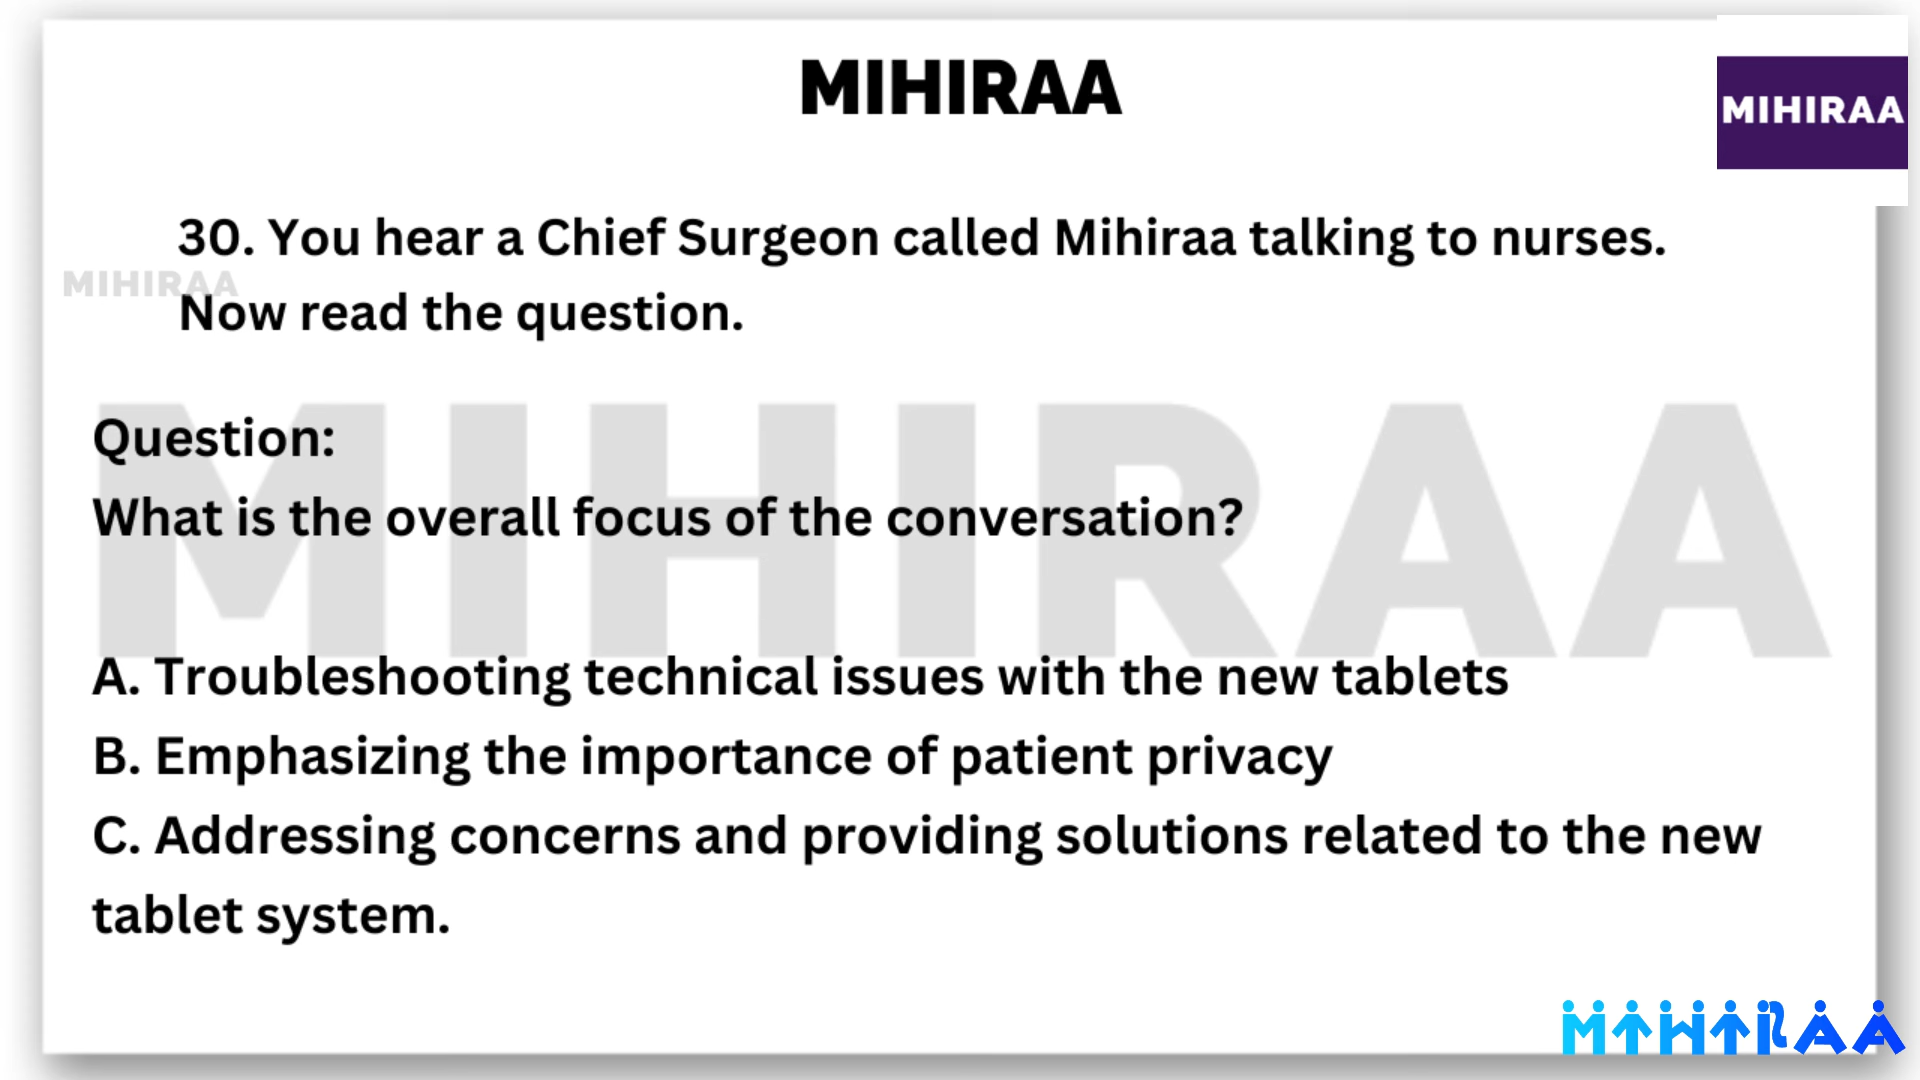 MIHIRAA
MIHIRAA
30. You hear a Chief Surgeon called Mihiraa talking to nurses.
MIHIRAA
Now read the question.
MIHIRAA
Question:
What is the overall focus of the conversation?
A. Troubleshooting technical issues with the new tablets
B. Emphasizing the importance of patient privacy
C. Addressing concerns and providing solutions related to the new
tablet system.
MIHIRAA